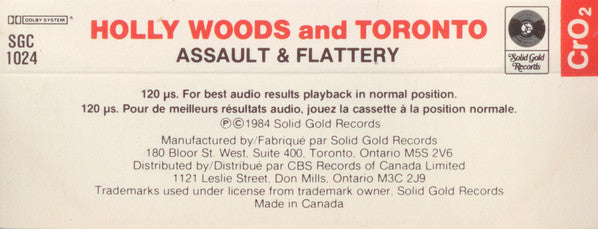 DOLBY SYSTEM
SGC
1024
HOLLY WOODS and TORONTO
ASSAULT & FLATTERY
Solid Gold
Records
CrO₂
120 µs. For best audio results playback in normal position.
120 µs. Pour de meilleurs résultats audio, jouez la cassette à la position normale.
Ⓟ©1984 Solid Gold Records
Manufactured by/Fabriqué par Solid Gold Records
180 Bloor St. West, Suite 400, Toronto, Ontario M5S 2V6
Distributed by/Distribué par CBS Records of Canada Limited
1121 Leslie Street, Don Mills, Ontario M3C 2J9
Trademarks used under license from trademark owner. Solid Gold Records
Made in Canada